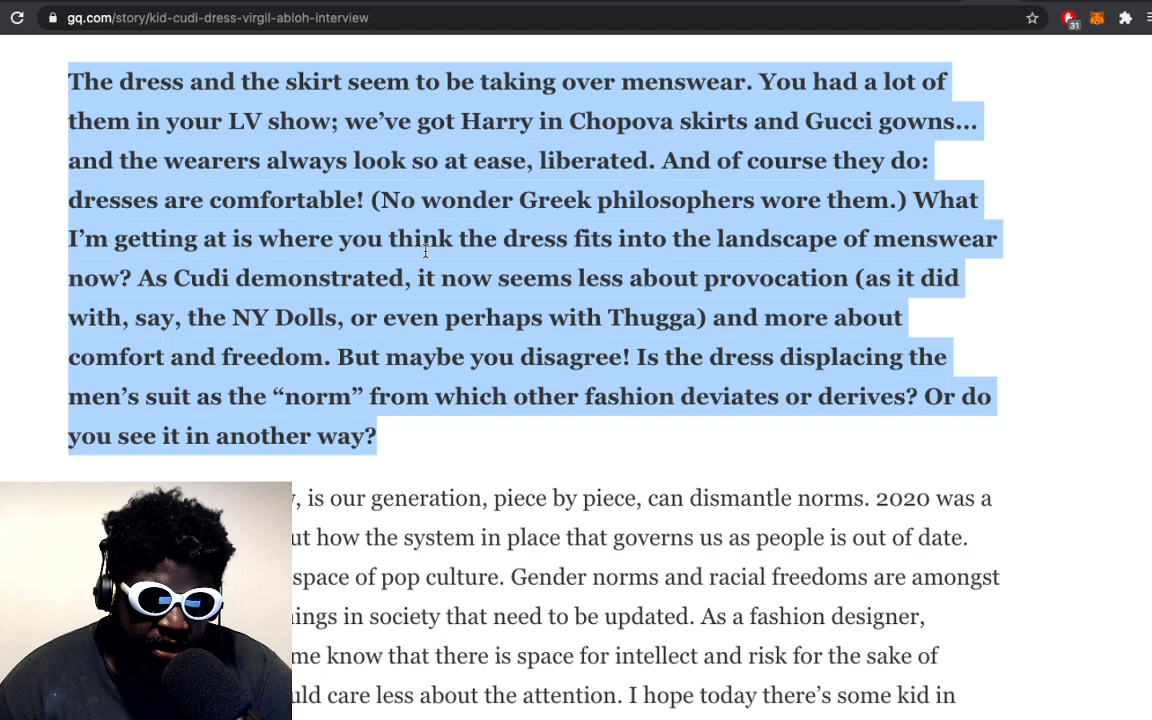 gq.com/story/kid-cudi-dress-virgil-abloh-interview
31
The dress and the skirt seem to be taking over menswear. You had a lot of
them in your LV show; we’ve got Harry in Chopova skirts and Gucci gowns…
and the wearers always look so at ease, liberated. And of course they do:
dresses are comfortable! (No wonder Greek philosophers wore them.) What
I’m getting at is where you think the dress fits into the landscape of menswear
now? As Cudi demonstrated, it now seems less about provocation (as it did
with, say, the NY Dolls, or even perhaps with Thugga) and more about
comfort and freedom. But maybe you disagree! Is the dress displacing the
men’s suit as the “norm” from which other fashion deviates or derives? Or do
you see it in another way?
, is our generation, piece by piece, can dismantle norms. 2020 was a
how the system in place that governs us as people is out of date.
space of pop culture. Gender norms and racial freedoms are amongst
in society that need to be updated. As a fashion designer,
me know that there is space for intellect and risk for the sake of
care less about the attention. I hope today there’s some kid in